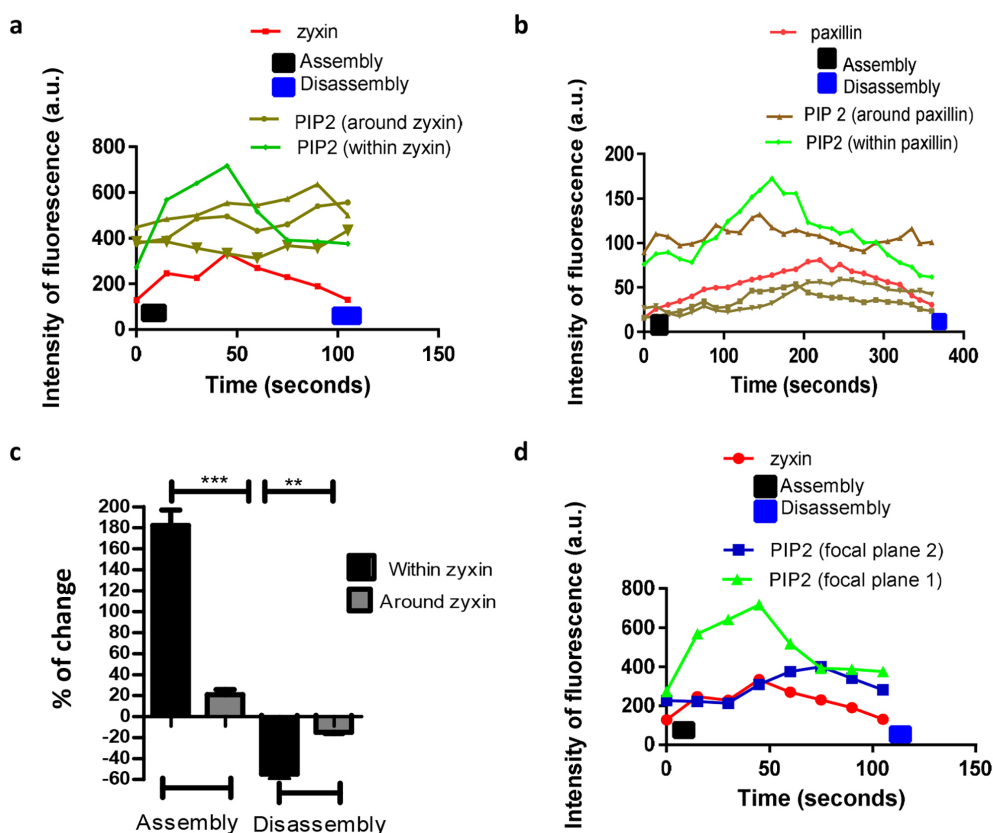 a
zyxin
Assembly
Disassembly
PIP2 (around zyxin)
PIP2 (within zyxin)
Intensity of fluorescence (a.u.)
800
600
400
200
0
0 50 100 150
Time (seconds)
b
paxillin
Assembly
Disassembly
PIP 2 (around paxillin)
PIP2 (within paxillin)
Intensity of fluorescence (a.u.)
200
150
100
50
0
0 100 200 300 400
Time (seconds)
c
*** **
Within zyxin
Around zyxin
% of change
200
180
160
140
120
100
80
60
40
20
0
-20
-40
-60
Assembly Disassembly
d
zyxin
Assembly
Disassembly
PIP2 (focal plane 2)
PIP2 (focal plane 1)
Intensity of fluorescence (a.u.)
800
600
400
200
0
0 50 100 150
Time (seconds)